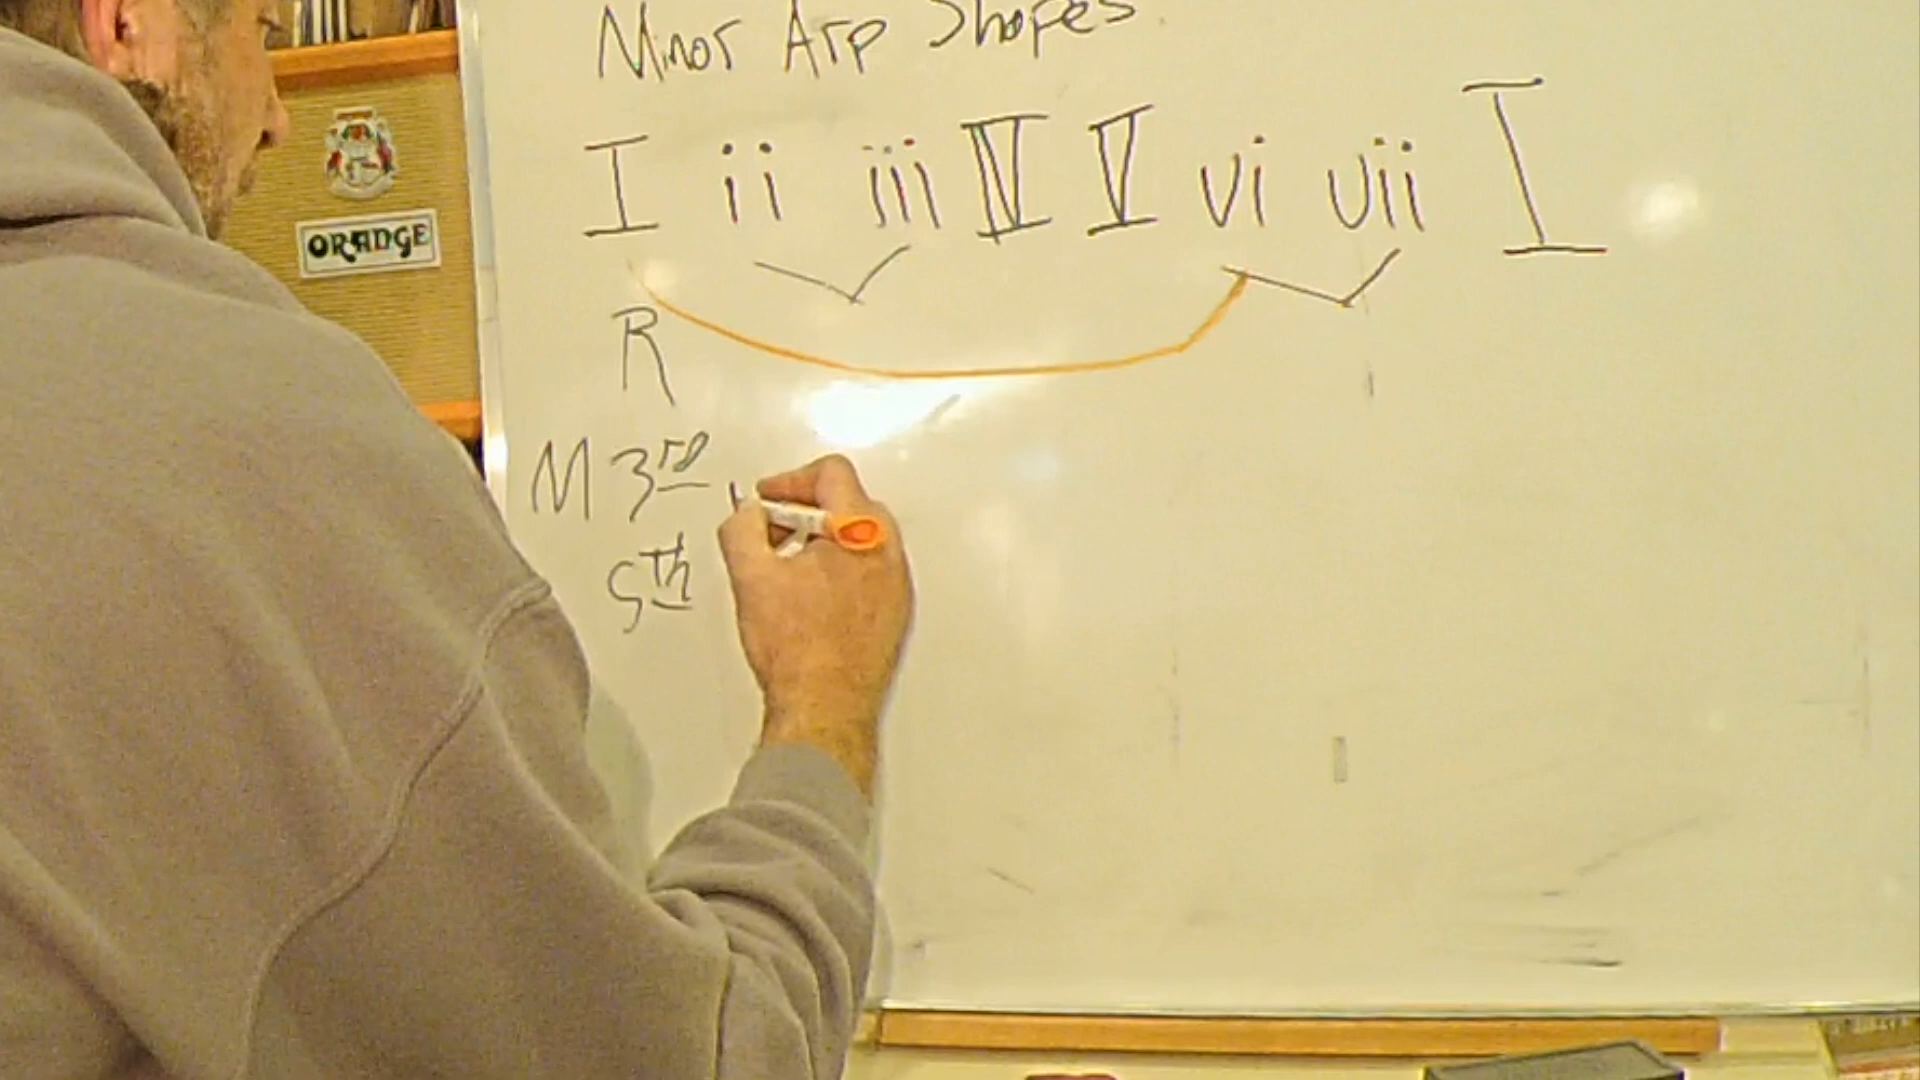 Minor Arp Shapes
I ii iii IV V vi vii I
ORANGE
R
M 3rd
5th